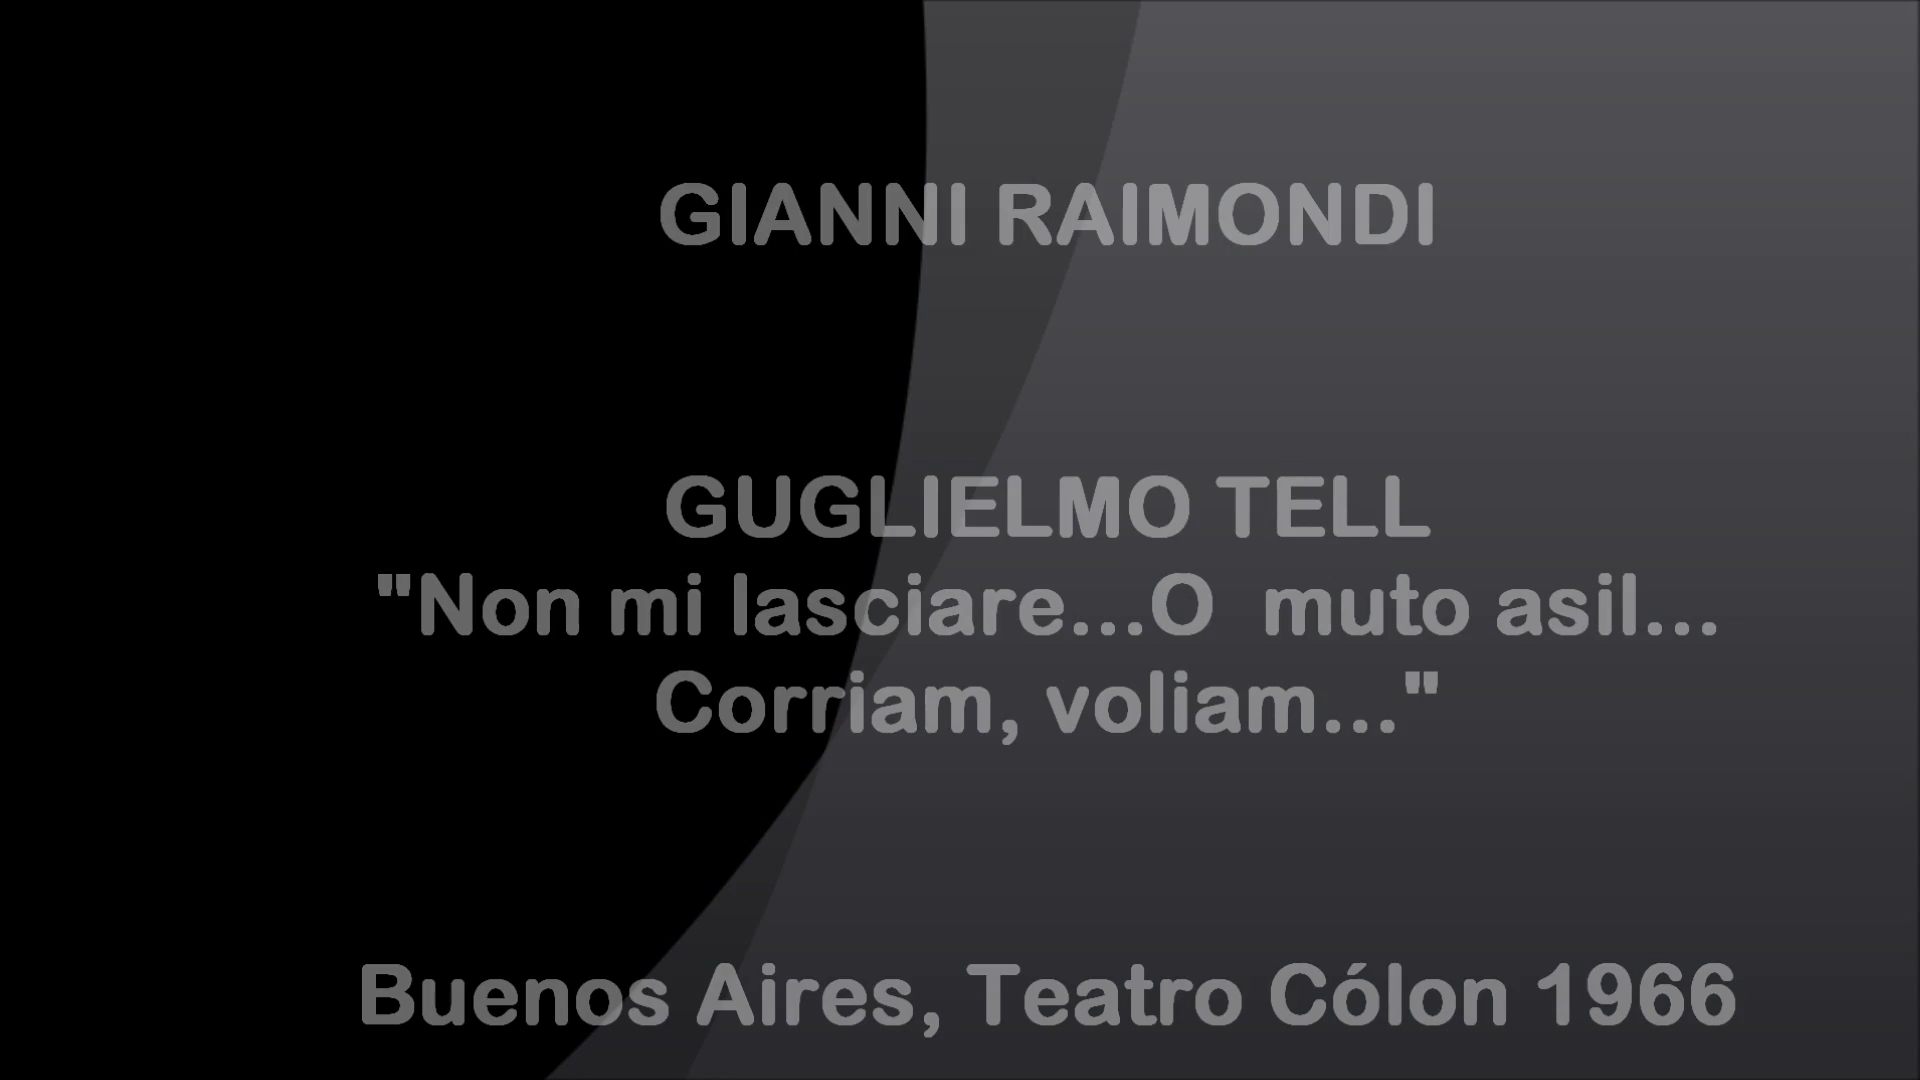 GIANNI RAIMONDI
GUGLIELMO TELL
"Non mi lasciare...O  muto asil...
Corriam, voliam..."
Buenos Aires, Teatro Cólon 1966